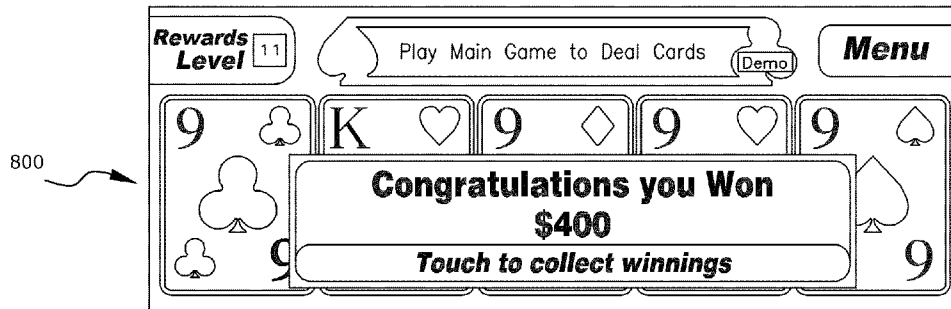 Rewards
Level 11
Play Main Game to Deal Cards
Demo
Menu
800
9 K 9 9 9
Congratulations you Won
$400
Touch to collect winnings
9 9